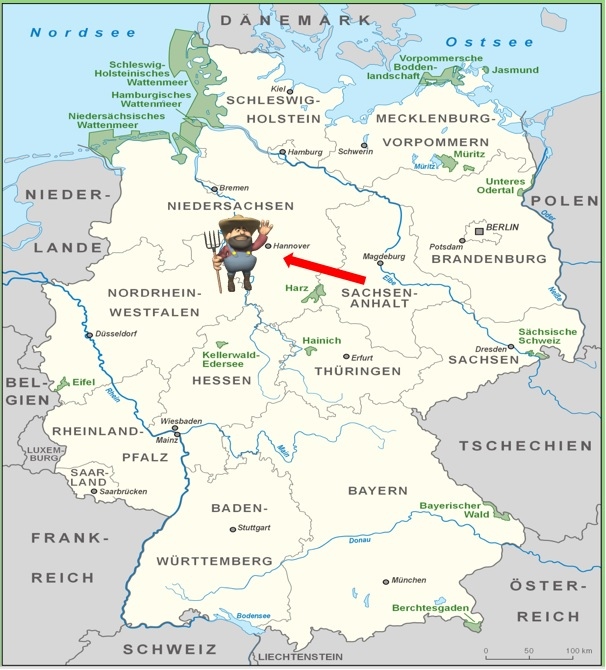 DÄNEMARK
Nordsee
Ostsee
Schleswig-
Holsteinisches
Wattenmeer
Hamburgisches
Wattenmeer
Niedersächsisches
Wattenmeer
Vorpommersche
Bodden-
landschaft
Jasmund
Kiel
SCHLESWIG-
HOLSTEIN
MECKLENBURG-
VORPOMMERN
Hamburg
Schwerin
Müritz
Müritz
Unteres
Odertal
NIEDER-
LANDE
POLEN
Bremen
NIEDERSACHSEN
Oder
BERLIN
Potsdam
BRANDENBURG
Hannover
Magdeburg
Elbe
Weser
Harz
SACHSEN-
ANHALT
Neiße
NORDRHEIN-
WESTFALEN
Düsseldorf
Kellerwald-
Edersee
HESSEN
Hainich
Erfurt
THÜRINGEN
Dresden
SACHSEN
Sächsische
Schweiz
BEL-
GIEN
Eifel
Rhein
LUXEM-
BURG
RHEINLAND-
PFALZ
Wiesbaden
Mainz
Main
TSCHECHIEN
SAAR-
LAND
Saarbrücken
BADEN-
WÜRTTEMBERG
Stuttgart
BAYERN
Bayerischer
Wald
FRANK-
REICH
Donau
München
Bodensee
Berchtesgaden
ÖSTER-
REICH
SCHWEIZ
LIECHTENSTEIN
0 50 100 km